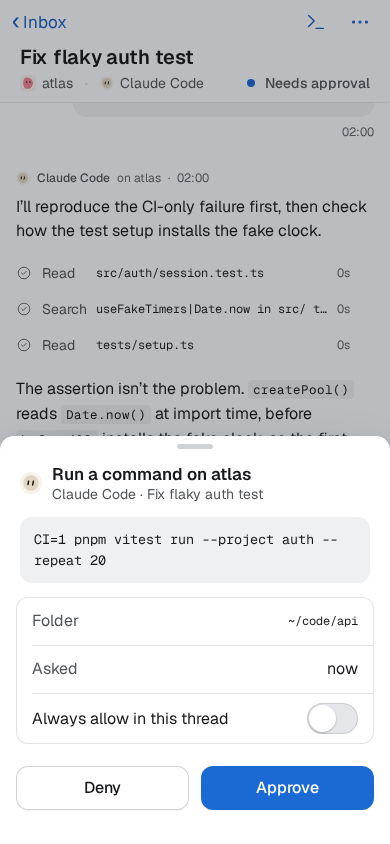 Inbox
Fix flaky auth test
atlas · Claude Code Needs approval
02:00
Claude Code on atlas · 02:00
I’ll reproduce the CI-only failure first, then check
how the test setup installs the fake clock.
Read src/auth/session.test.ts 0s
Search useFakeTimers|Date.now in src/ t… 0s
Read tests/setup.ts 0s
The assertion isn’t the problem. createPool()
reads Date.now() at import time, before
installs the fake clock on the first
Run a command on atlas
Claude Code · Fix flaky auth test
CI=1 pnpm vitest run --project auth --
repeat 20
Folder ~/code/api
Asked now
Always allow in this thread
Deny Approve